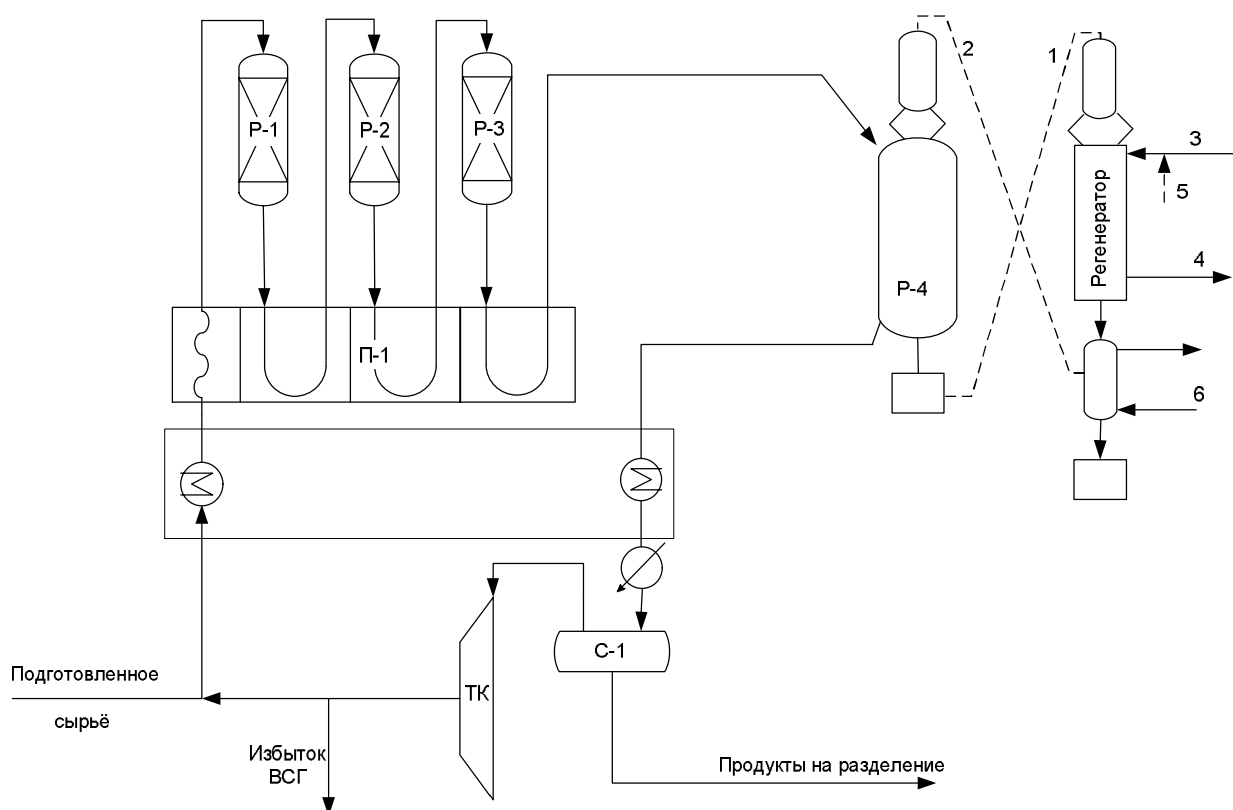 2
1
Р-1
Р-2
Р-3
3
5
Регенератор
4
Р-4
П-1
6
С-1
Подготовленное
сырьё
ТК
Избыток
ВСГ
Продукты на разделение